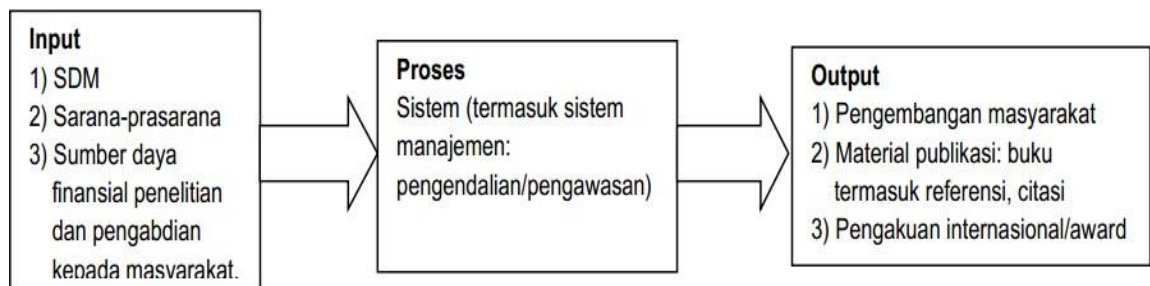 Input
1) SDM
2) Sarana-prasarana
3) Sumber daya
finansial penelitian
dan pengabdian
kepada masyarakat.
Proses
Sistem (termasuk sistem
manajemen:
pengendalian/pengawasan)
Output
1) Pengembangan masyarakat
2) Material publikasi: buku
termasuk referensi, citasi
3) Pengakuan internasional/award